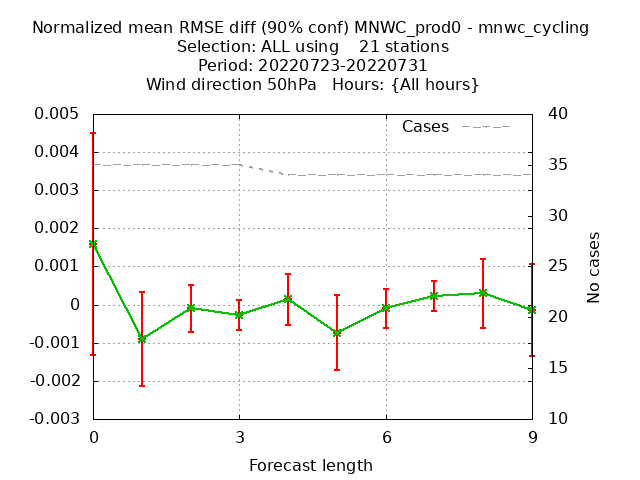 Normalized mean RMSE diff (90% conf) MNWC_prod0 - mnwc_cycling
Selection: ALL using    21 stations
Period: 20220723-20220731
Wind direction 50hPa   Hours: {All hours}
Cases
0.005
0.004
0.003
0.002
0.001
0
-0.001
-0.002
-0.003
40
35
30
25
20
15
10
No cases
0
3
6
9
Forecast length